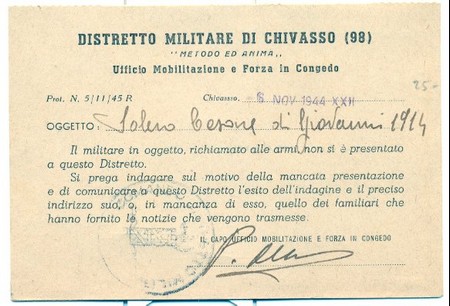 DISTRETTO MILITARE DI CHIVASSO (98)
"METODO ED ANIMA„
Ufficio Mobilitazione e Forza in Congedo
25-
Prot. N. 5/11/45 R Chivasso, 6 NOV 1944-XXII
OGGETTO: Solero Cesare di Giovanni 1914
Il militare in oggetto, richiamato alle armi, non si è presentato
a questo Distretto.
Si prega indagare sul motivo della mancata presentazione
e di comunicare a questo Distretto l'esito dell'indagine e il preciso
indirizzo suo, o, in mancanza di esso, quello dei familiari che
hanno fornito le notizie che vengono trasmesse.
IL CAPO UFFICIO MOBILITAZIONE E FORZA IN CONGEDO